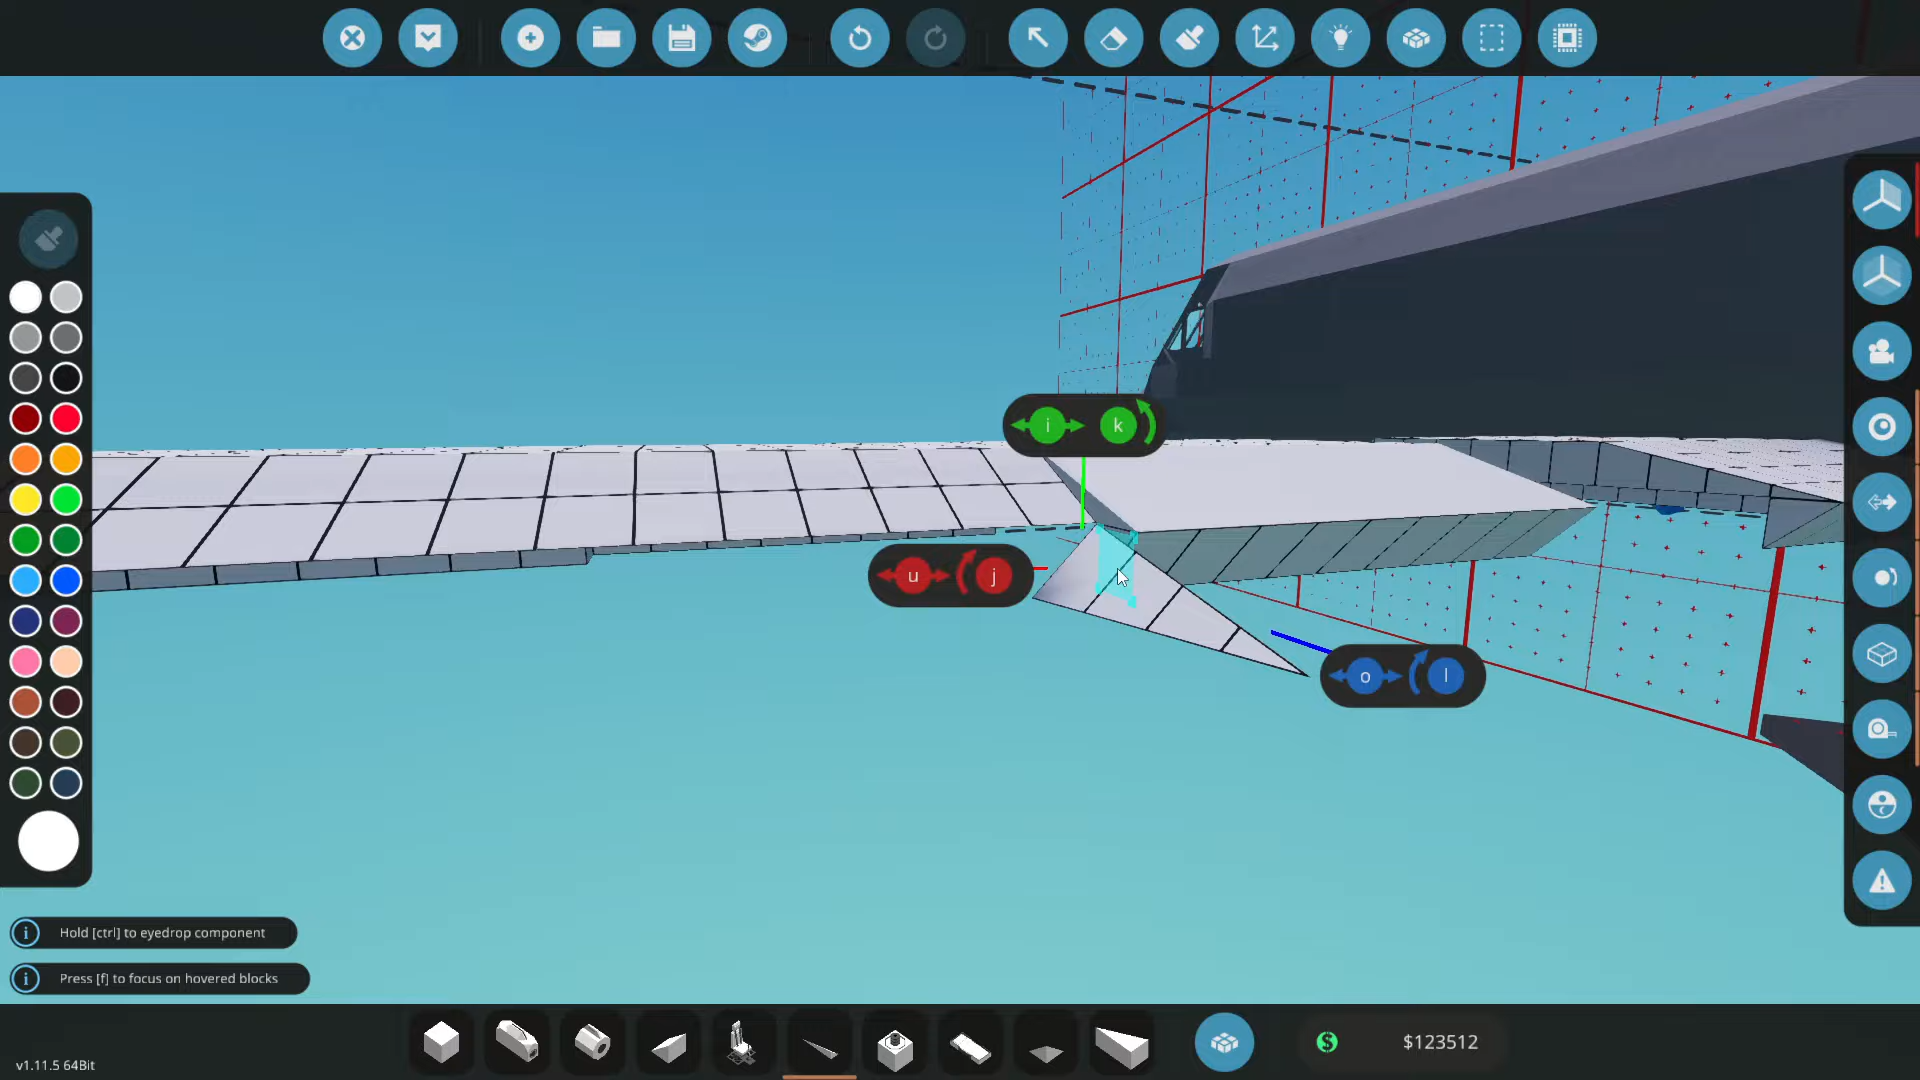 i k
u j
o l
Hold [ctrl] to eyedrop component
Press [f] to focus on hovered blocks
v1.11.5 64Bit
$ $123512